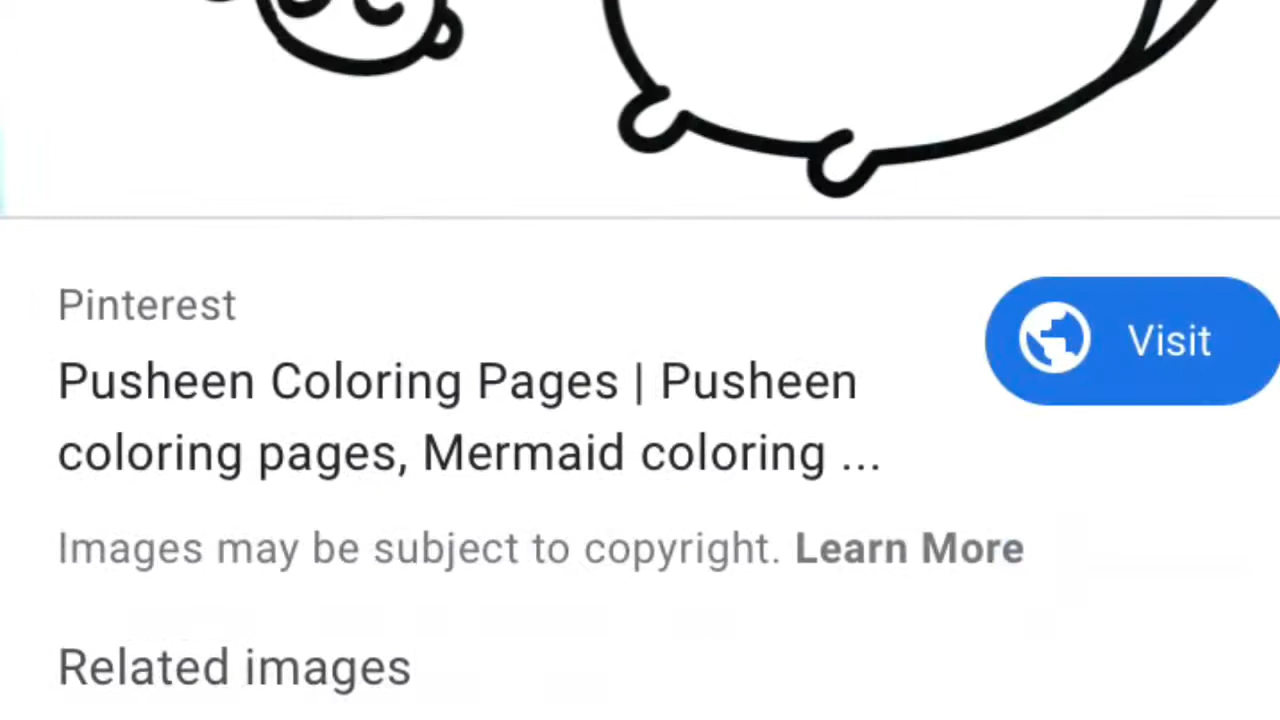 Pinterest
Visit
Pusheen Coloring Pages | Pusheen
coloring pages, Mermaid coloring ...
Images may be subject to copyright. Learn More
Related images